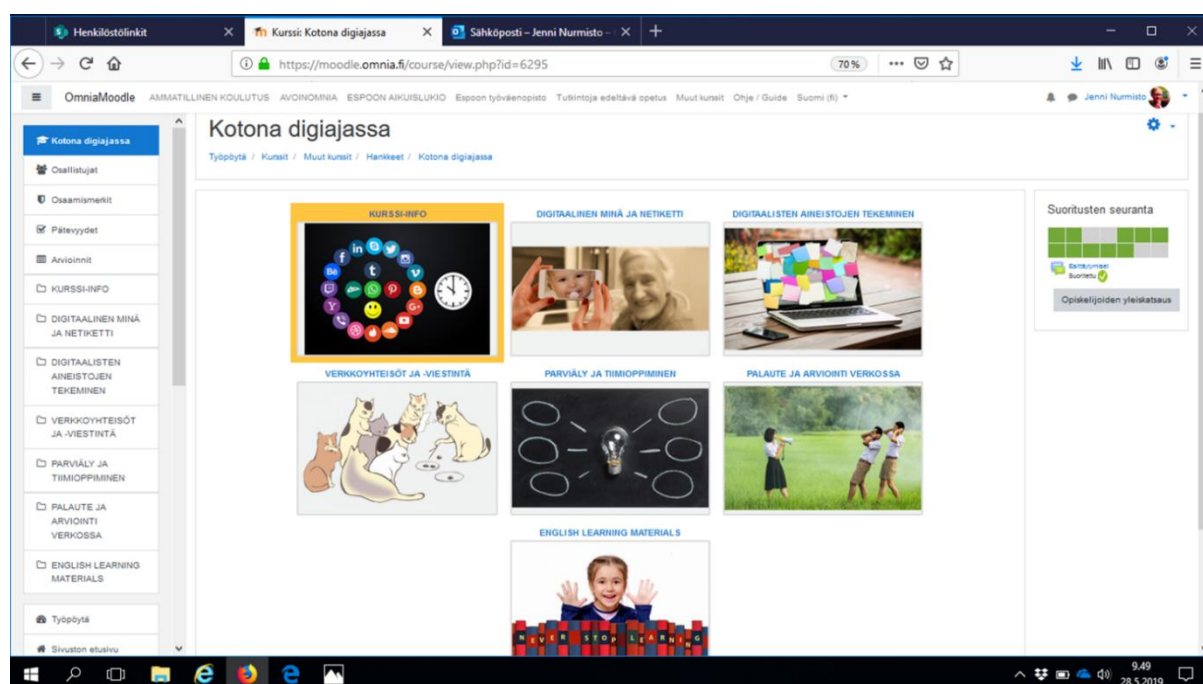 Henkilöstölinkit
Kurssi: Kotona digiajassa
Sähköposti – Jenni Nurmisto –
https://moodle.omnia.fi/course/view.php?id=6295
70 %
OmniaMoodle AMMATILLINEN KOULUTUS AVOINOMNIA ESPOON AIKUISLUKIO Espoon työväenopisto Tutkintoja edeltävä opetus Muut kurssit Ohje / Guide Suomi (fi)
Jenni Nurmisto
Kotona digiajassa
Osallistujat
Osaamismerkit
Pätevyydet
Arvioinnit
KURSSI-INFO
DIGITAALINEN MINÄ
JA NETIKETTI
DIGITAALISTEN
AINEISTOJEN
TEKEMINEN
VERKKOYHTEISÖT
JA -VIESTINTÄ
PARVIÄLY JA
TIIMIOPPIMINEN
PALAUTE JA
ARVIOINTI
VERKOSSA
ENGLISH LEARNING
MATERIALS
Työpöytä
Sivuston etusivu
Kotona digiajassa
Työpöytä / Kurssit / Muut kurssit / Hankkeet / Kotona digiajassa
KURSSI-INFO
DIGITAALINEN MINÄ JA NETIKETTI
DIGITAALISTEN AINEISTOJEN TEKEMINEN
VERKKOYHTEISÖT JA -VIESTINTÄ
PARVIÄLY JA TIIMIOPPIMINEN
PALAUTE JA ARVIOINTI VERKOSSA
ENGLISH LEARNING MATERIALS
NEVER STOP LEARNING
Suoritusten seuranta
Esittäytymiset
Suoritettu
Opiskelijoiden yleiskatsaus
9.49
28.5.2019